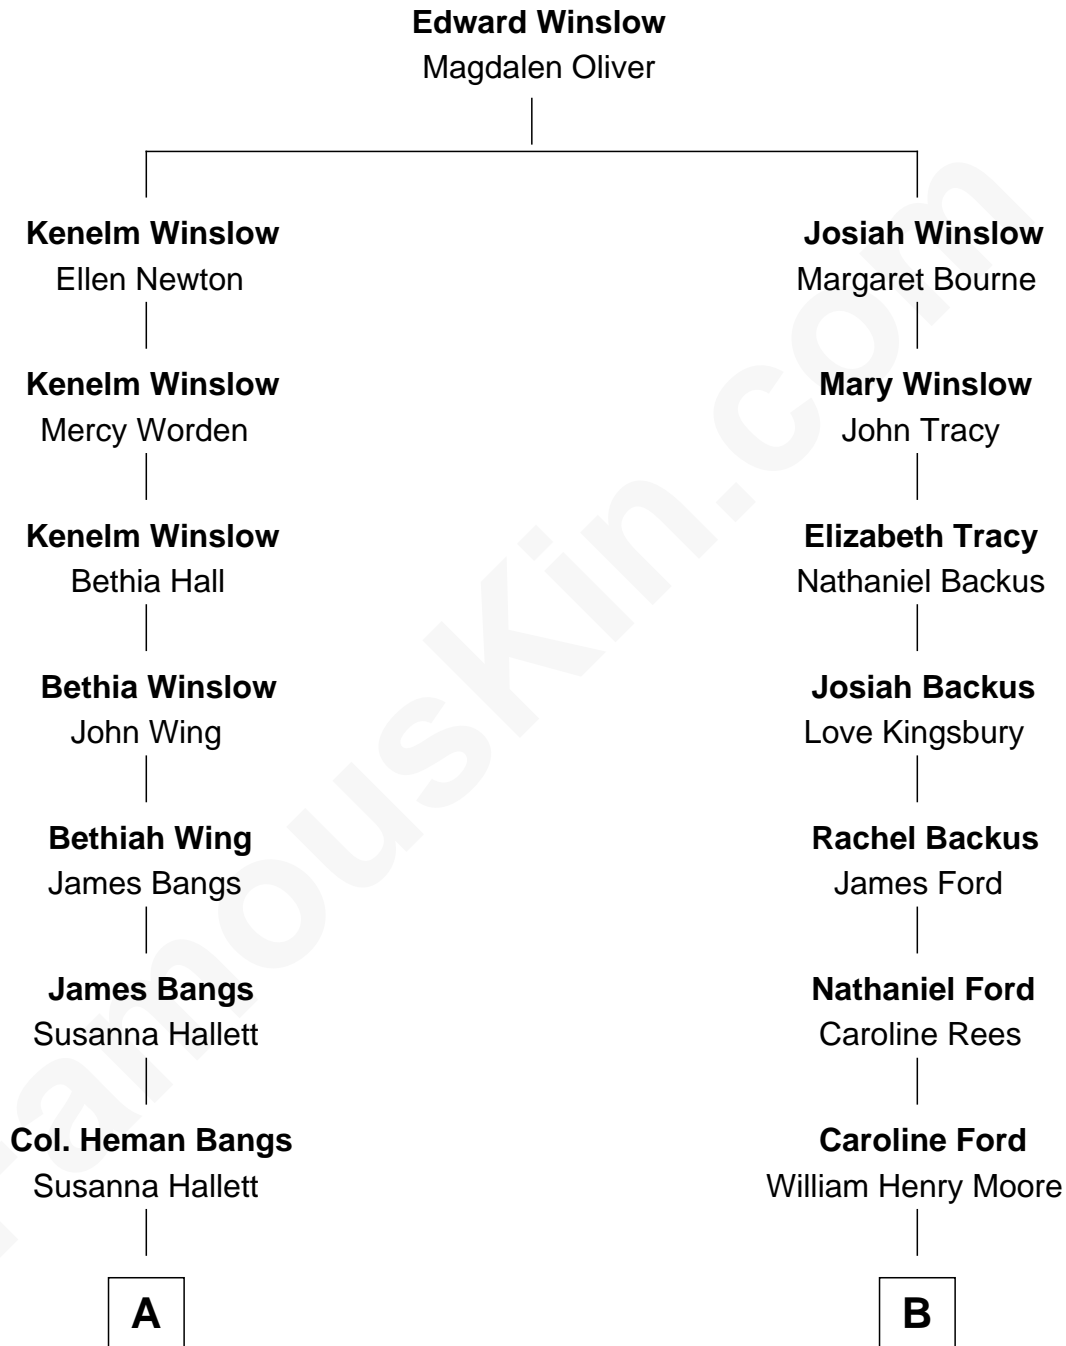 Edward Winslow
Magdalen Oliver
Kenelm Winslow
Ellen Newton
Josiah Winslow
Margaret Bourne
Kenelm Winslow
Mercy Worden
Mary Winslow
John Tracy
Kenelm Winslow
Bethia Hall
Elizabeth Tracy
Nathaniel Backus
Bethia Winslow
John Wing
Josiah Backus
Love Kingsbury
Bethiah Wing
James Bangs
Rachel Backus
James Ford
James Bangs
Susanna Hallett
Nathaniel Ford
Caroline Rees
Col. Heman Bangs
Susanna Hallett
Caroline Ford
William Henry Moore
A
B
FamousKin.com